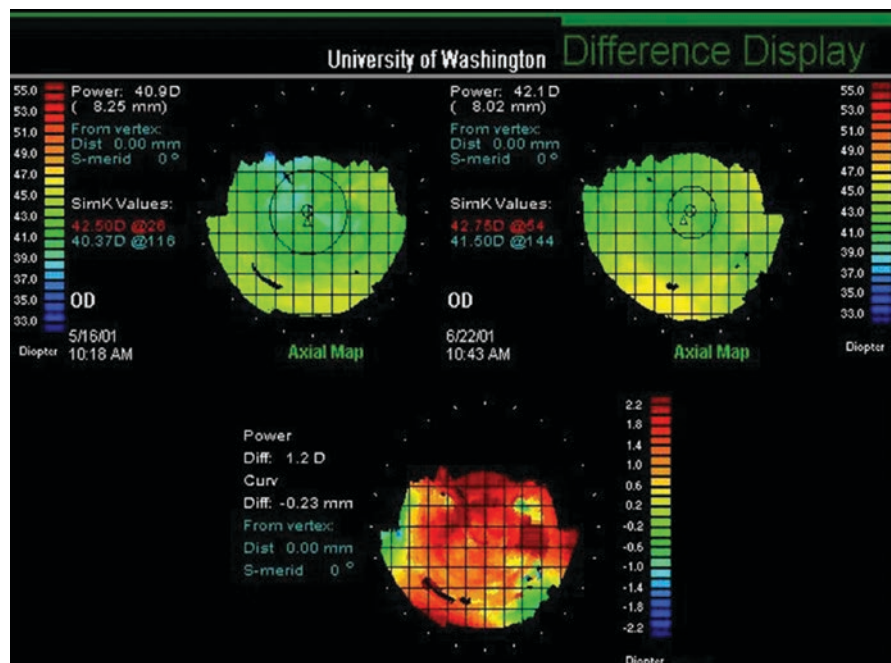 University of Washington Difference Display
55.0
53.0
51.0
49.0
47.0
45.0
43.0
41.0
39.0
37.0
35.0
33.0
Diopter
Power: 40.9D
( 8.25 mm)
From vertex:
Dist 0.00 mm
S-merid 0 °
SimK Values:
42.50D @26
40.37D @116
OD
5/16/01
10:18 AM
Axial Map
Power: 42.1D
( 8.02 mm)
From vertex:
Dist 0.00 mm
S-merid 0 °
SimK Values:
42.75D @54
41.50D @144
OD
6/22/01
10:43 AM
Axial Map
55.0
53.0
51.0
49.0
47.0
45.0
43.0
41.0
39.0
37.0
35.0
33.0
Diopter
Power
Diff: 1.2 D
Curv
Diff: -0.23 mm
From vertex:
Dist 0.00 mm
S-merid 0 °
2.2
1.8
1.4
1.0
0.6
-0.2
-0.6
-1.0
-1.4
-1.8
-2.2
Diopter